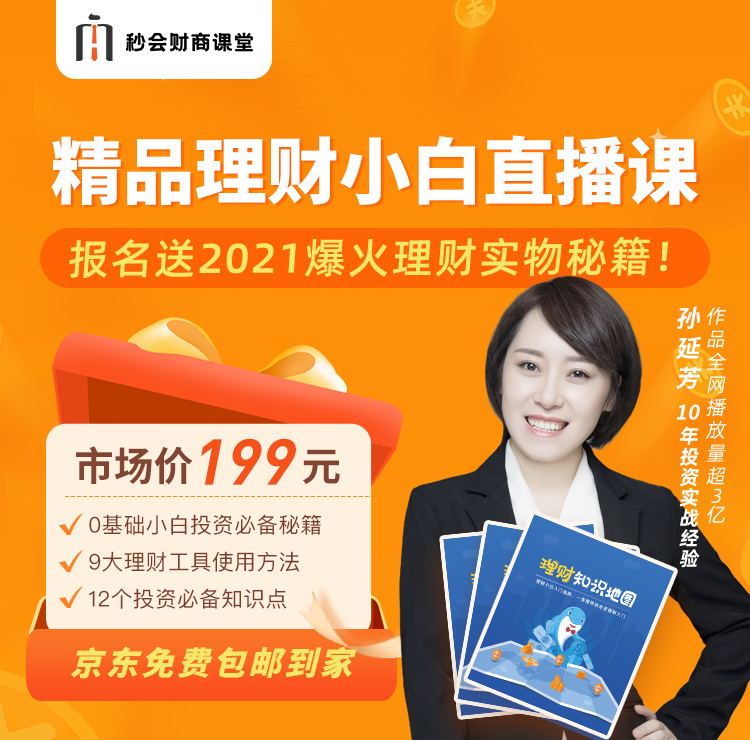 秒会财商课堂
精品理财小白直播课
报名送2021爆火理财实物秘籍！
作品全网播放量超3亿
孙延芳 10年投资实战经验
市场价199元
0基础小白投资必备秘籍
9大理财工具使用方法
12个投资必备知识点
京东免费包邮到家
理财知识地图